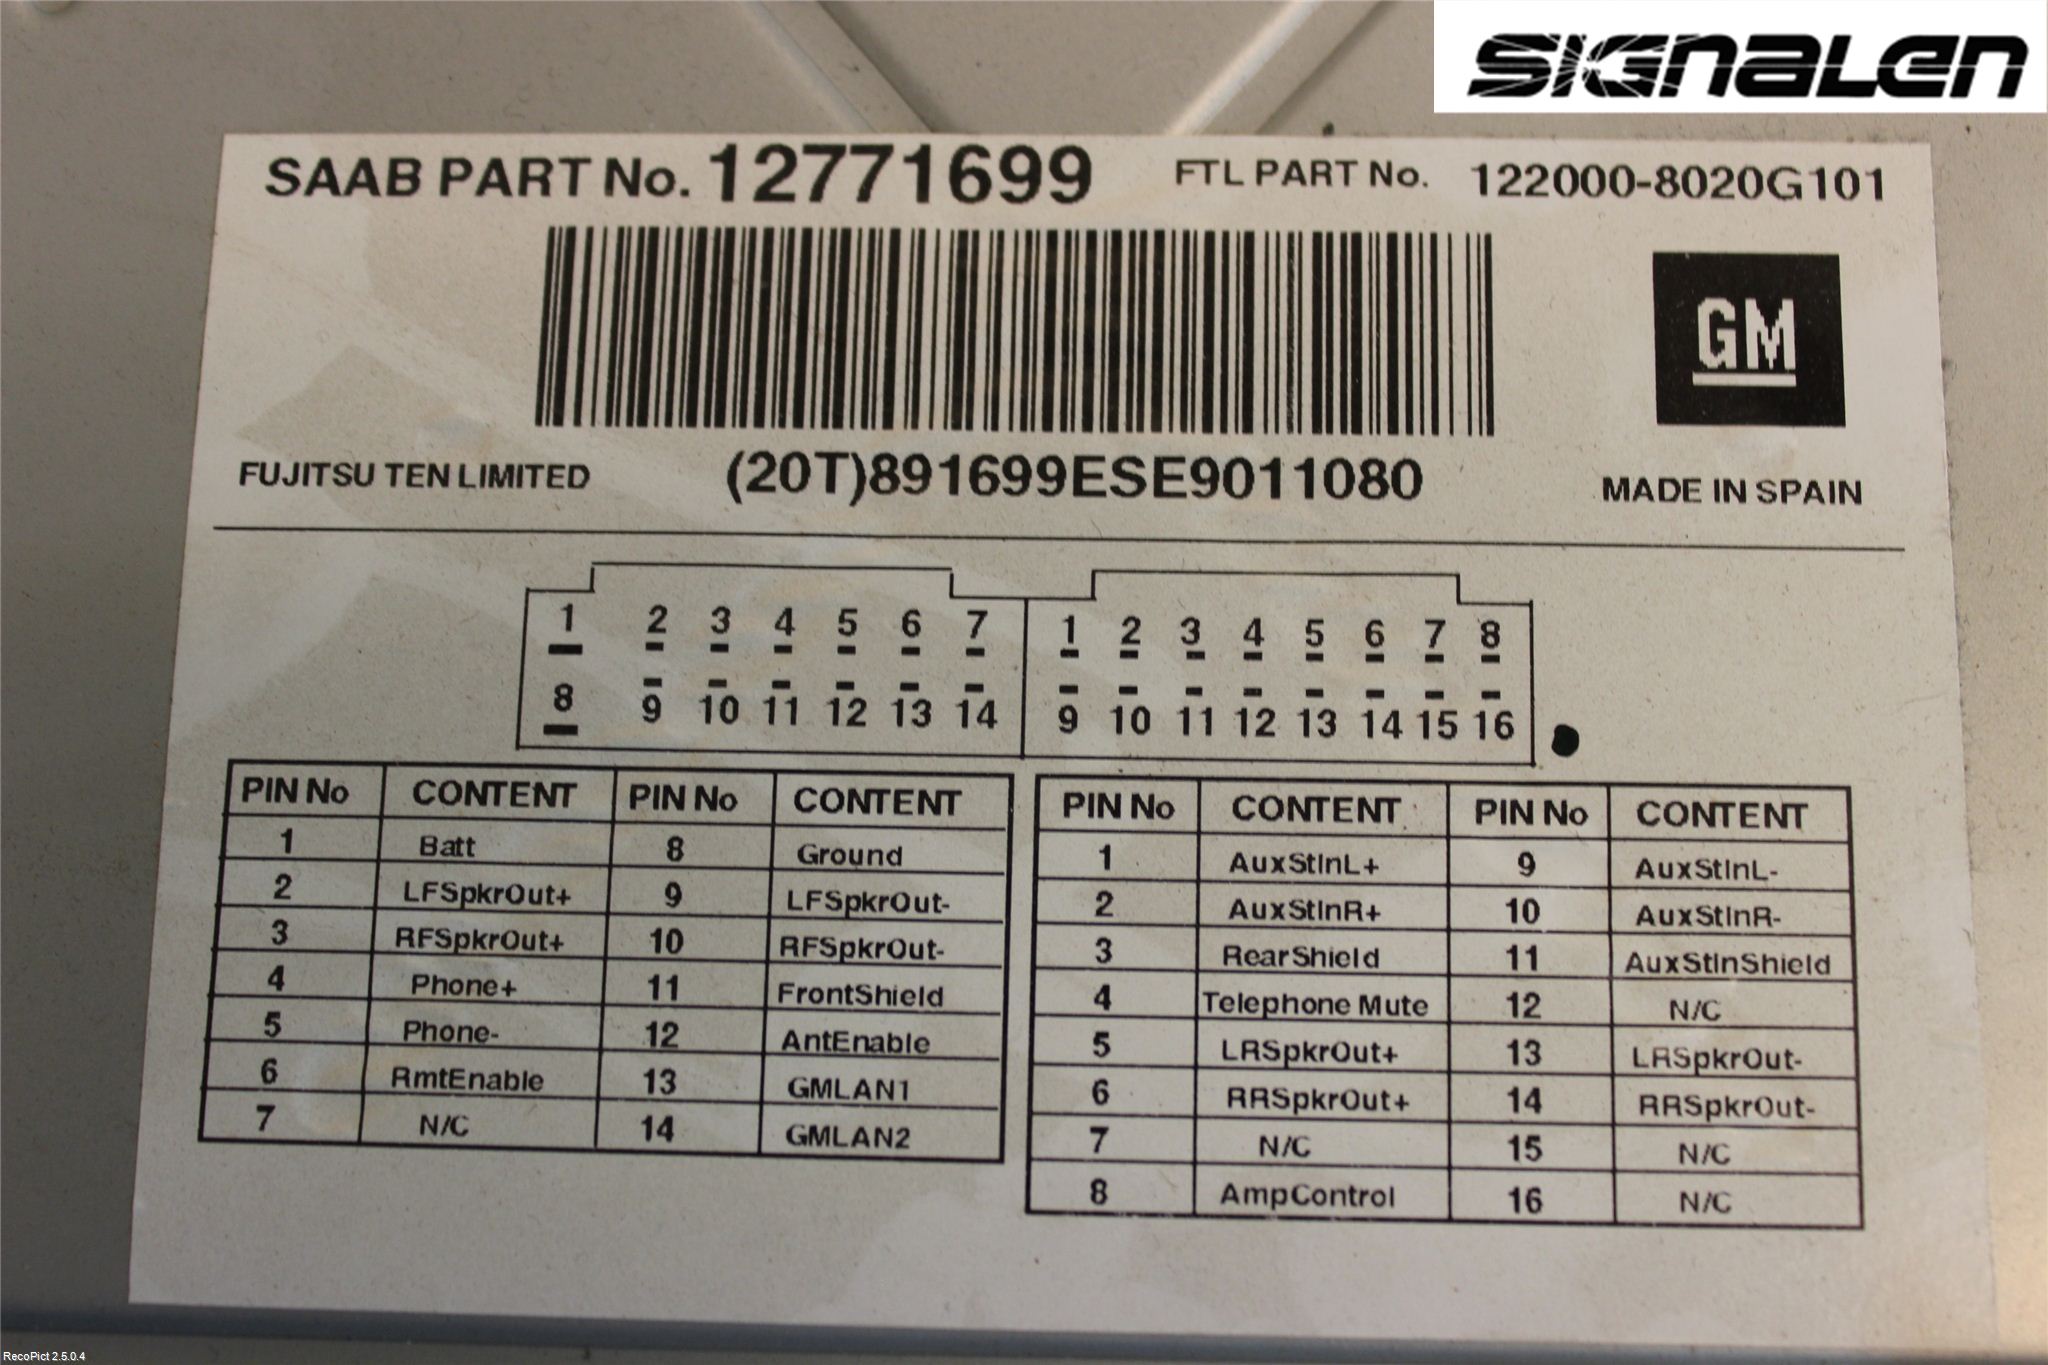 SIGNALEN
SAAB PART No. 12771699 FTL PART No. 122000-8020G101
GM
FUJITSU TEN LIMITED (20T)891699ESE9011080 MADE IN SPAIN
1 2 3 4 5 6 7 1 2 3 4 5 6 7 8
8 9 10 11 12 13 14 9 10 11 12 13 14 15 16
PIN No CONTENT PIN No CONTENT
1 Batt 8 Ground
2 LFSpkrOut+ 9 LFSpkrOut-
3 RFSpkrOut+ 10 RFSpkrOut-
4 Phone+ 11 FrontShield
5 Phone- 12 AntEnable
6 RmtEnable 13 GMLAN1
7 N/C 14 GMLAN2
PIN No CONTENT PIN No CONTENT
1 AuxStInL+ 9 AuxStInL-
2 AuxStInR+ 10 AuxStInR-
3 RearShield 11 AuxStInShield
4 Telephone Mute 12 N/C
5 LRSpkrOut+ 13 LRSpkrOut-
6 RRSpkrOut+ 14 RRSpkrOut-
7 N/C 15 N/C
8 AmpControl 16 N/C
RecoPict 2.5.0.4